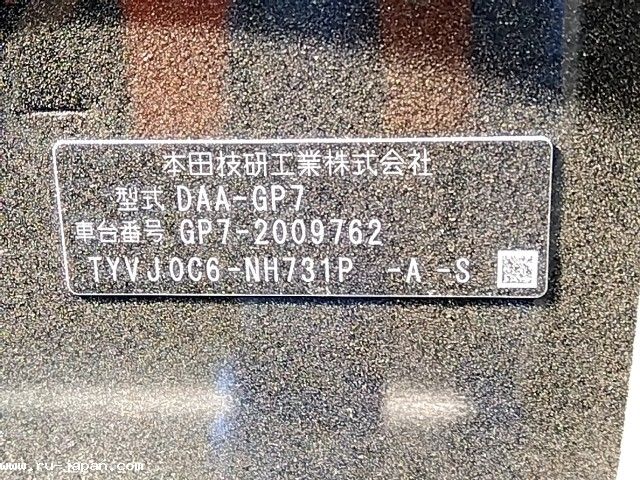 本田技研工業株式会社
型式 DAA-GP7
車台番号 GP7-2009762
TYVJ0C6-NH731P -A -S
www.ru-japan.com